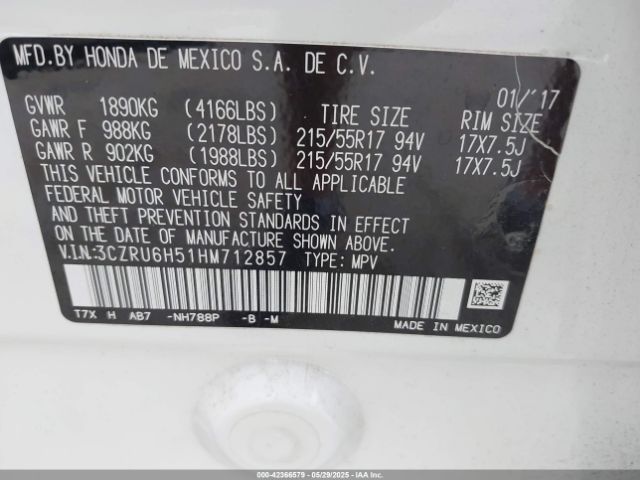 MFD.BY HONDA DE MEXICO S.A. DE C.V.
01/'17
GVWR 1890KG (4166LBS) TIRE SIZE RIM SIZE
GAWR F 988KG (2178LBS) 215/55R17 94V 17X7.5J
GAWR R 902KG (1988LBS) 215/55R17 94V 17X7.5J
THIS VEHICLE CONFORMS TO ALL APPLICABLE
FEDERAL MOTOR VEHICLE SAFETY
AND THEFT PREVENTION STANDARDS IN EFFECT
ON THE DATE OF MANUFACTURE SHOWN ABOVE.
V.I.N:3CZRU6H51HM712857 TYPE: MPV
T7X H AB7 -NH788P -B -M
MADE IN MEXICO
000-42366579 --- 05/29/2025 --- IAA Inc.